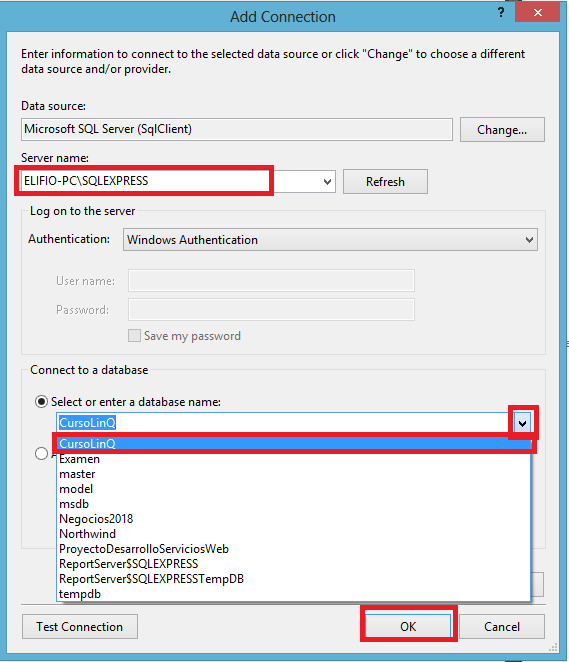 Add Connection
?
Enter information to connect to the selected data source or click "Change" to choose a different
data source and/or provider.
Data source:
Microsoft SQL Server (SqlClient)
Change...
Server name:
ELIFIO-PC\SQLEXPRESS
Refresh
Log on to the server
Authentication:
Windows Authentication
User name:
Password:
Save my password
Connect to a database
Select or enter a database name:
CursoLinQ
CursoLinQ
Examen
master
model
msdb
Negocios2018
Northwind
ProyectoDesarrolloServiciosWeb
ReportServer$SQLEXPRESS
ReportServer$SQLEXPRESSTempDB
tempdb
Test Connection
OK
Cancel